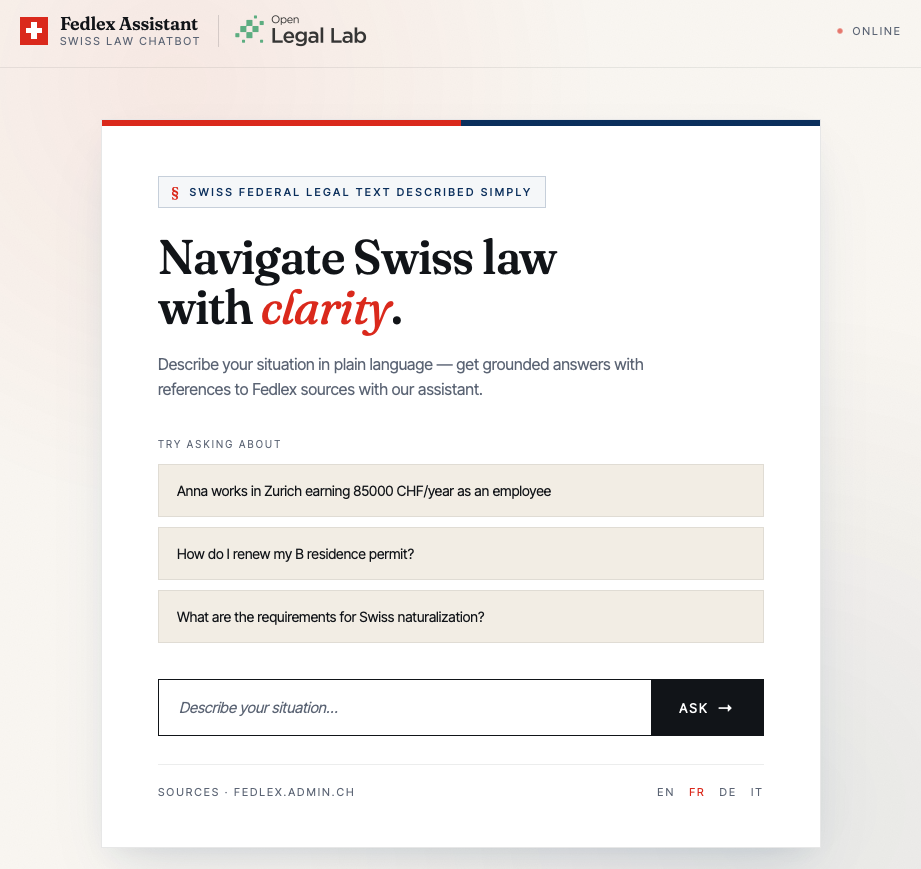 Fedlex Assistant
SWISS LAW CHATBOT
Open
Legal Lab
ONLINE
§ SWISS FEDERAL LEGAL TEXT DESCRIBED SIMPLY
Navigate Swiss law
with clarity.
Describe your situation in plain language — get grounded answers with
references to Fedlex sources with our assistant.
TRY ASKING ABOUT
Anna works in Zurich earning 85000 CHF/year as an employee
How do I renew my B residence permit?
What are the requirements for Swiss naturalization?
Describe your situation...
ASK →
SOURCES · FEDLEX.ADMIN.CH
EN FR DE IT